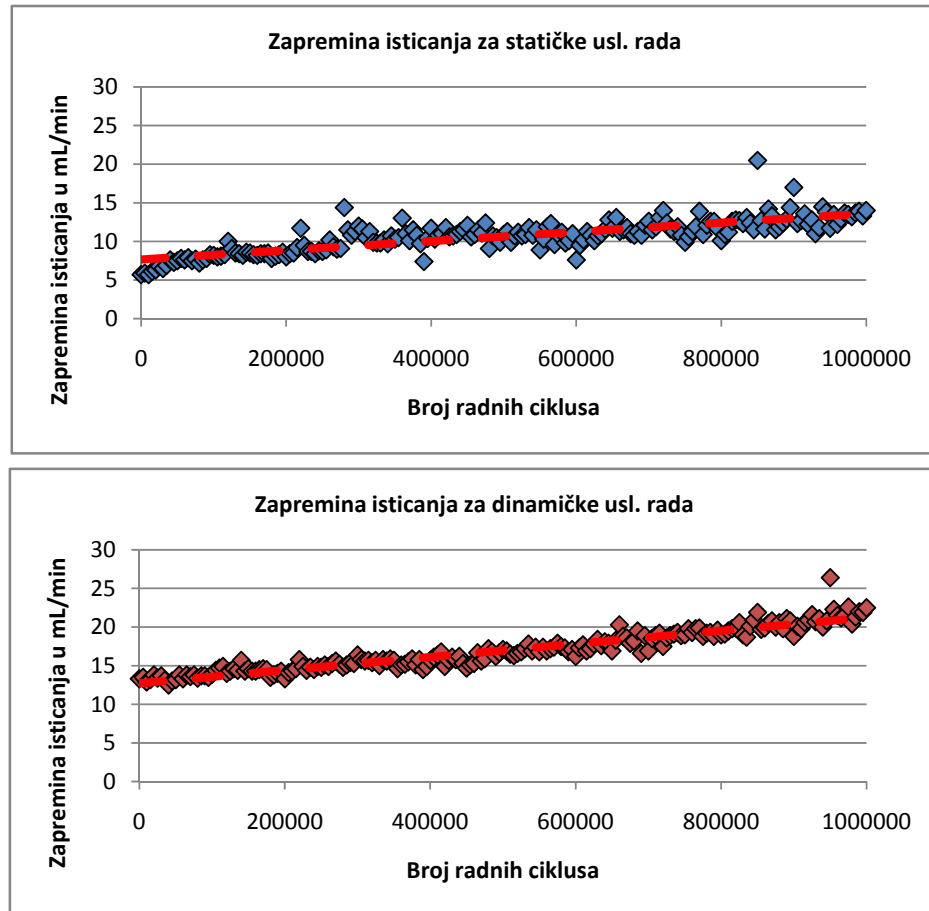 Zapremina isticanja za statičke usl. rada
Zapremina isticanja u mL/min
30
25
20
15
10
5
0
0 200000 400000 600000 800000 1000000
Broj radnih ciklusa
Zapremina isticanja za dinamičke usl. rada
Zapremina isticanja u mL/min
30
25
20
15
10
5
0
0 200000 400000 600000 800000 1000000
Broj radnih ciklusa